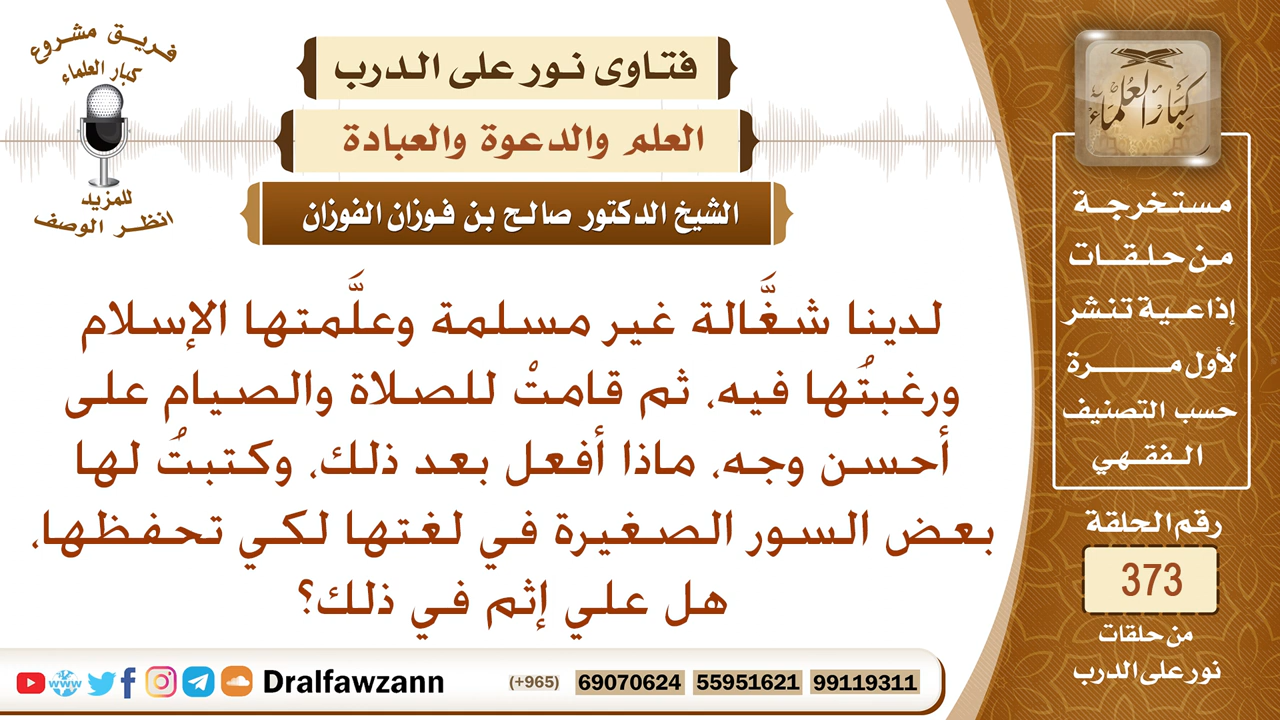 فريق مشروع
كبار العلماء
للمزيد
انظر الوصف
فتاوى نور على الدرب
العلم والدعوة والعبادة
الشيخ الدكتور صالح بن فوزان الفوزان
لدينا شغَّالة غير مسلمة وعلَّمتها الإسلام
ورغبتُها فيه، ثم قامتْ للصلاة والصيام على
أحسن وجه، ماذا أفعل بعد ذلك، وكتبتُ لها
بعض السور الصغيرة في لغتها لكي تحفظها،
هل علي إثم في ذلك؟
كِبَارُ العُلَمَاء
مستخرجة
من حلقات
إذاعية تنشر
لأول مرة
حسب التصنيف
الفقهي
رقم الحلقة
373
من حلقات
نور على الدرب
www Dralfawzann (+965) 69070624 55951621 99119311